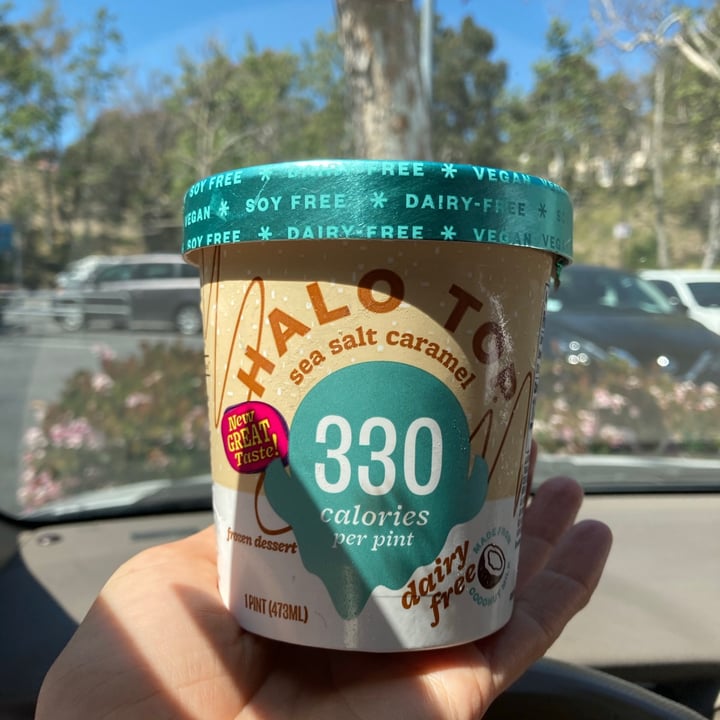 SOY FREE * DAIRY-FREE * VEGAN
VEGAN * SOY FREE * DAIRY-FREE * SOY
SOY FREE * DAIRY-FREE * VEGAN VEG
HALO TOP
sea salt caramel
New
GREAT
Taste!
330
calories
per pint
frozen dessert
dairy
free
MADE FROM
COCONUT MILK
1 PINT (473ML)